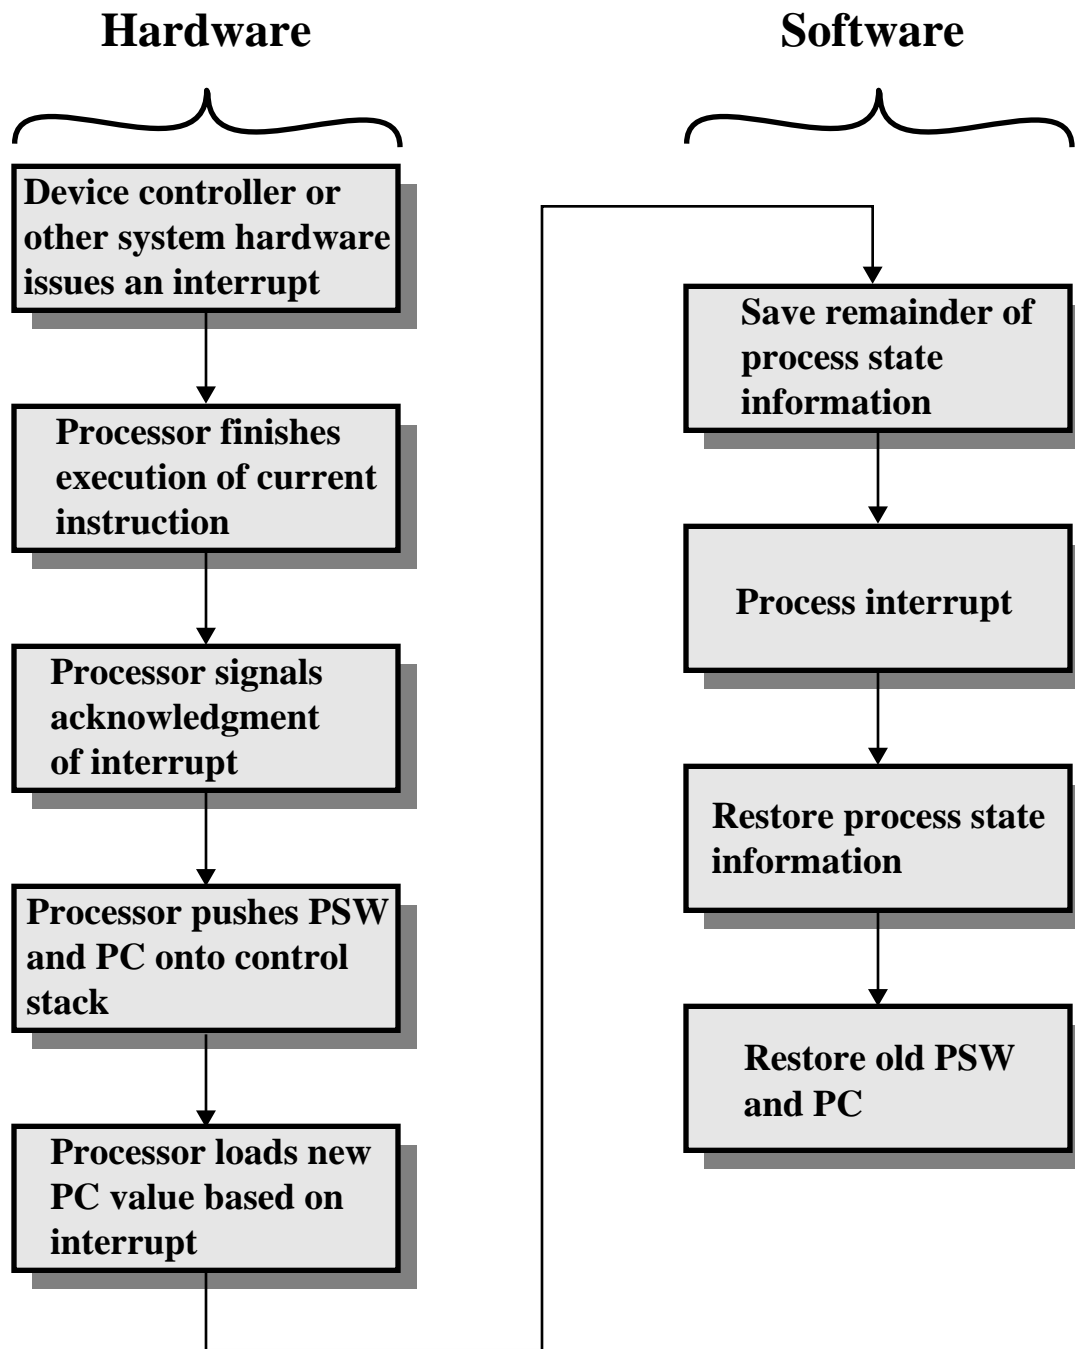 Hardware
Device controller or
other system hardware
issues an interrupt
Processor finishes
execution of current
instruction
Processor signals
acknowledgment
of interrupt
Processor pushes PSW
and PC onto control
stack
Processor loads new
PC value based on
interrupt
Software
Save remainder of
process state
information
Process interrupt
Restore process state
information
Restore old PSW
and PC